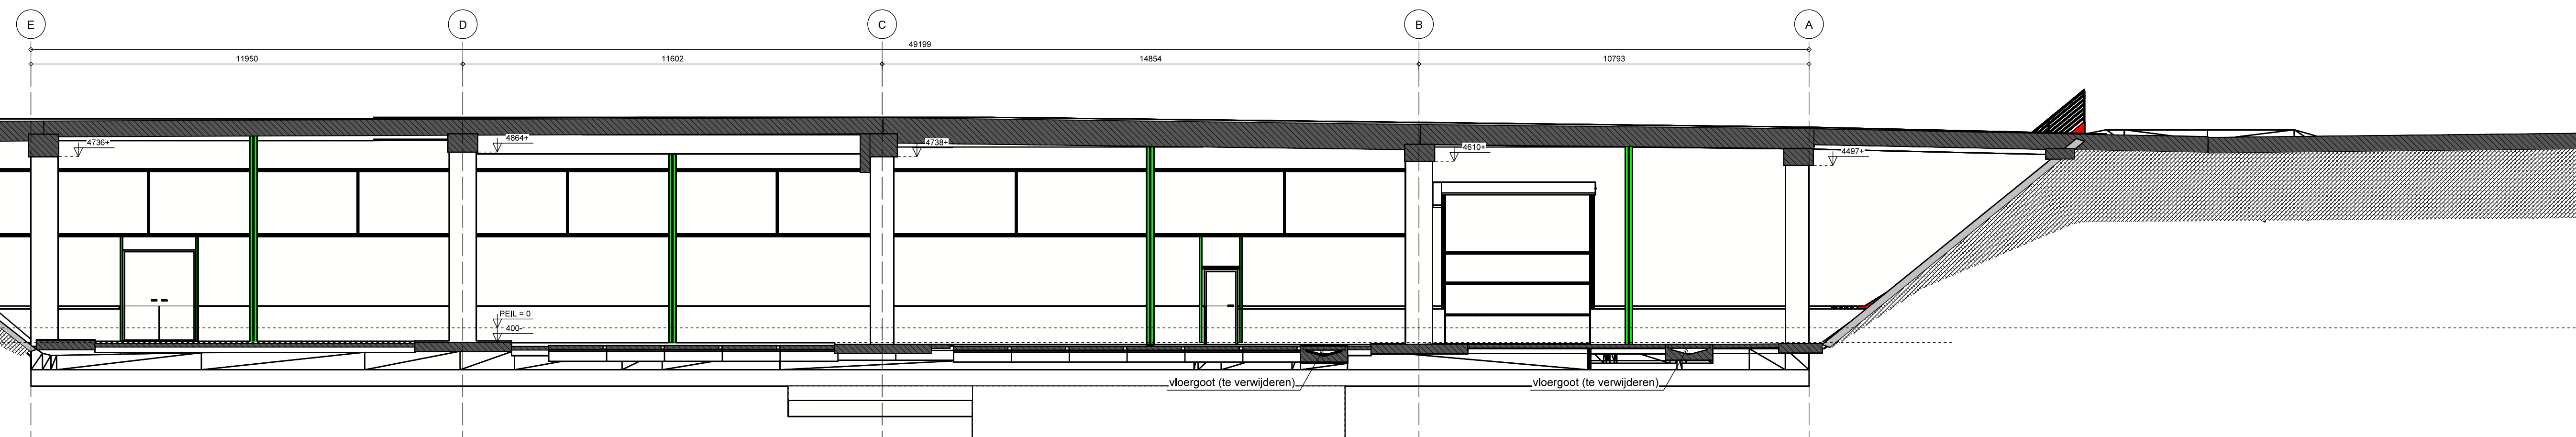 E
D
C
B
A
49199
11950
11602
14854
10793
4736+
4864+
4738+
4610+
4497+
PEIL = 0
400-
vloergoot (te verwijderen)
vloergoot (te verwijderen)